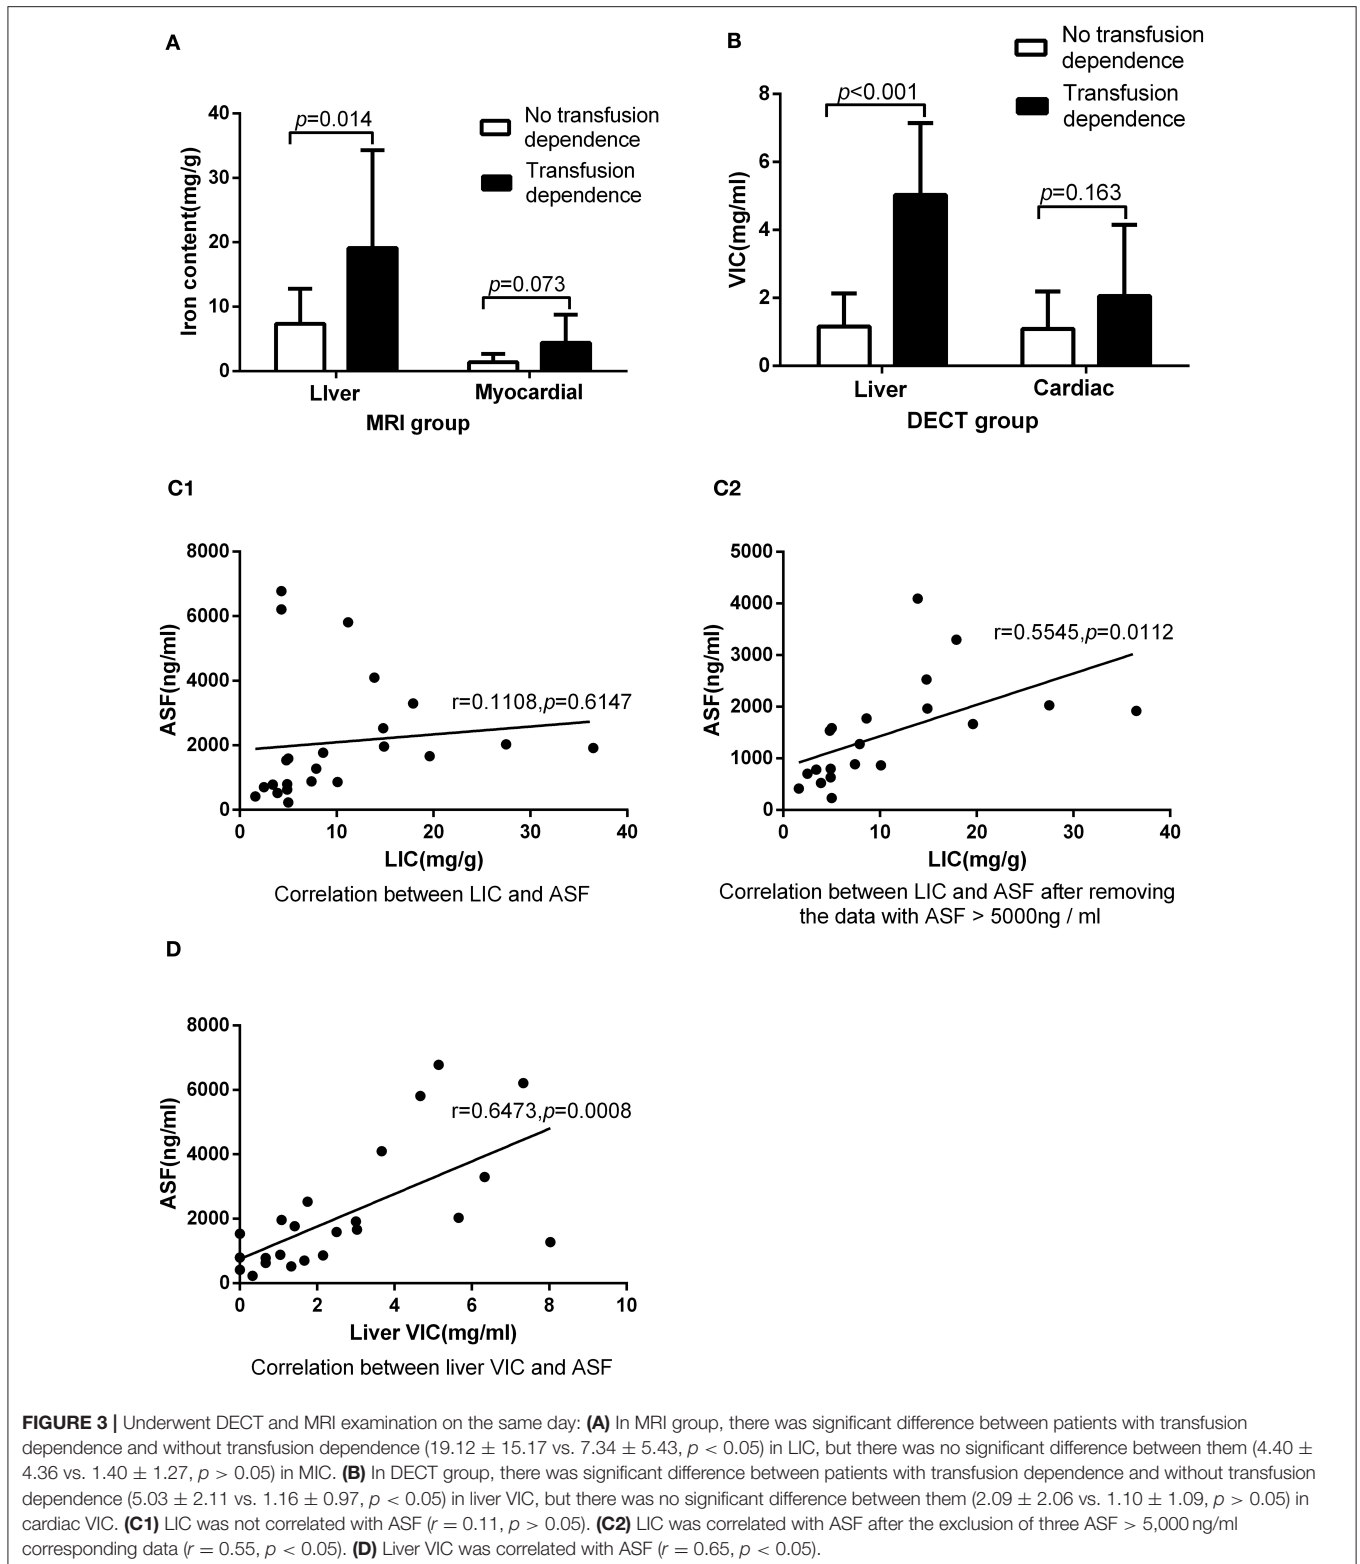 A
p=0.014
p=0.073
No transfusion
dependence
Transfusion
dependence
40
30
20
10
0
Iron content(mg/g)
LIver
Myocardial
MRI group
B
No transfusion
dependence
Transfusion
dependence
p<0.001
p=0.163
8
6
4
2
0
VIC(mg/ml)
Liver
Cardiac
DECT group
C1
8000
6000
4000
2000
0
ASF(ng/ml)
r=0.1108,p=0.6147
0 10 20 30 40
LIC(mg/g)
Correlation between LIC and ASF
C2
5000
4000
3000
2000
1000
0
ASF(ng/ml)
r=0.5545,p=0.0112
0 10 20 30 40
LIC(mg/g)
Correlation between LIC and ASF after removing
the data with ASF > 5000ng / ml
D
8000
6000
4000
2000
0
ASF(ng/ml)
r=0.6473,p=0.0008
0 2 4 6 8 10
Liver VIC(mg/ml)
Correlation between liver VIC and ASF
FIGURE 3 | Underwent DECT and MRI examination on the same day: (A) In MRI group, there was significant difference between patients with transfusion
dependence and without transfusion dependence (19.12 ± 15.17 vs. 7.34 ± 5.43, p < 0.05) in LIC, but there was no significant difference between them (4.40 ±
4.36 vs. 1.40 ± 1.27, p > 0.05) in MIC. (B) In DECT group, there was significant difference between patients with transfusion dependence and without transfusion
dependence (5.03 ± 2.11 vs. 1.16 ± 0.97, p < 0.05) in liver VIC, but there was no significant difference between them (2.09 ± 2.06 vs. 1.10 ± 1.09, p > 0.05) in
cardiac VIC. (C1) LIC was not correlated with ASF (r = 0.11, p > 0.05). (C2) LIC was correlated with ASF after the exclusion of three ASF > 5,000 ng/ml
corresponding data (r = 0.55, p < 0.05). (D) Liver VIC was correlated with ASF (r = 0.65, p < 0.05).